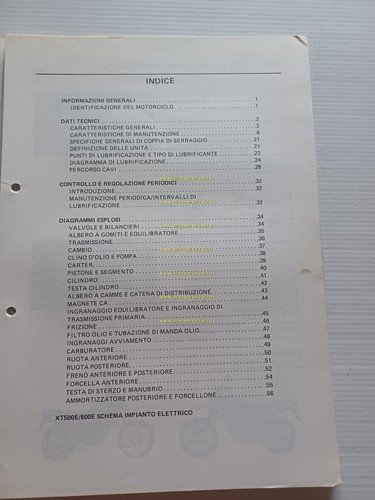 INDICE
INFORMAZIONI GENERALI 1
IDENTIFICAZIONE DEL MOTORCICLO 1
DATI TECNICI 2
CARATTERISTICHE GENERALI 2
CARATTERISTICHE DI MANUTENZIONE 6
SPECIFICHE GENERALI DI COPPIA DI SERRAGGIO 21
DEFINIZIONE DELLE UNITA 21
PUNTI DI LUBRIFICAZIONE E TIPO DI LUBRIFICANTE 22
DIAGRAMMA DI LUBRIFICAZIONE 24
PERCORSO CAVI 28
CONTROLLO E REGOLAZIONE PERIODICI 32
INTRODUZIONE 32
MANUTENZIONE PERIODICA/INTERVALLI DI
LUBRIFICAZIONE 32
DIAGRAMMI ESPLOSI 34
VALVOLE E BILANCIERI 34
ALBERO A GOMITI E EQUILIBRATORE 35
TRASMISSIONE 36
CAMBIO 37
CLINO D'OLIO E POMPA 38
CARTER 39
PISTONE E SEGMENTO 40
CILINDRO 41
TESTA CILINDRO 42
ALBERO A CAMME E CATENA DI DISTRIBUZIONE 43
MAGNETE CA 44
INGRANAGGIO EQUILIBRATORE E INGRANAGGIO DI
TRASMISSIONE PRIMARIA 45
FRIZIONE 46
FILTRO OLIO E TUBAZIONE DI MANDA OLIO 47
INGRANAGGI AVVIAMENTO 48
CARBURATORE 49
RUOTA ANTERIORE 50
RUOTA POSTERIORE 51
FRENO ANTERIORE E POSTERIORE 52
FORCELLA ANTERIORE 54
TESTA DI STERZO E MANUBRIO 55
AMMORTIZZATORE POSTERIORE E FORCELLONE 56
XT500E/600E SCHEMA IMPIANTO ELETTRICO